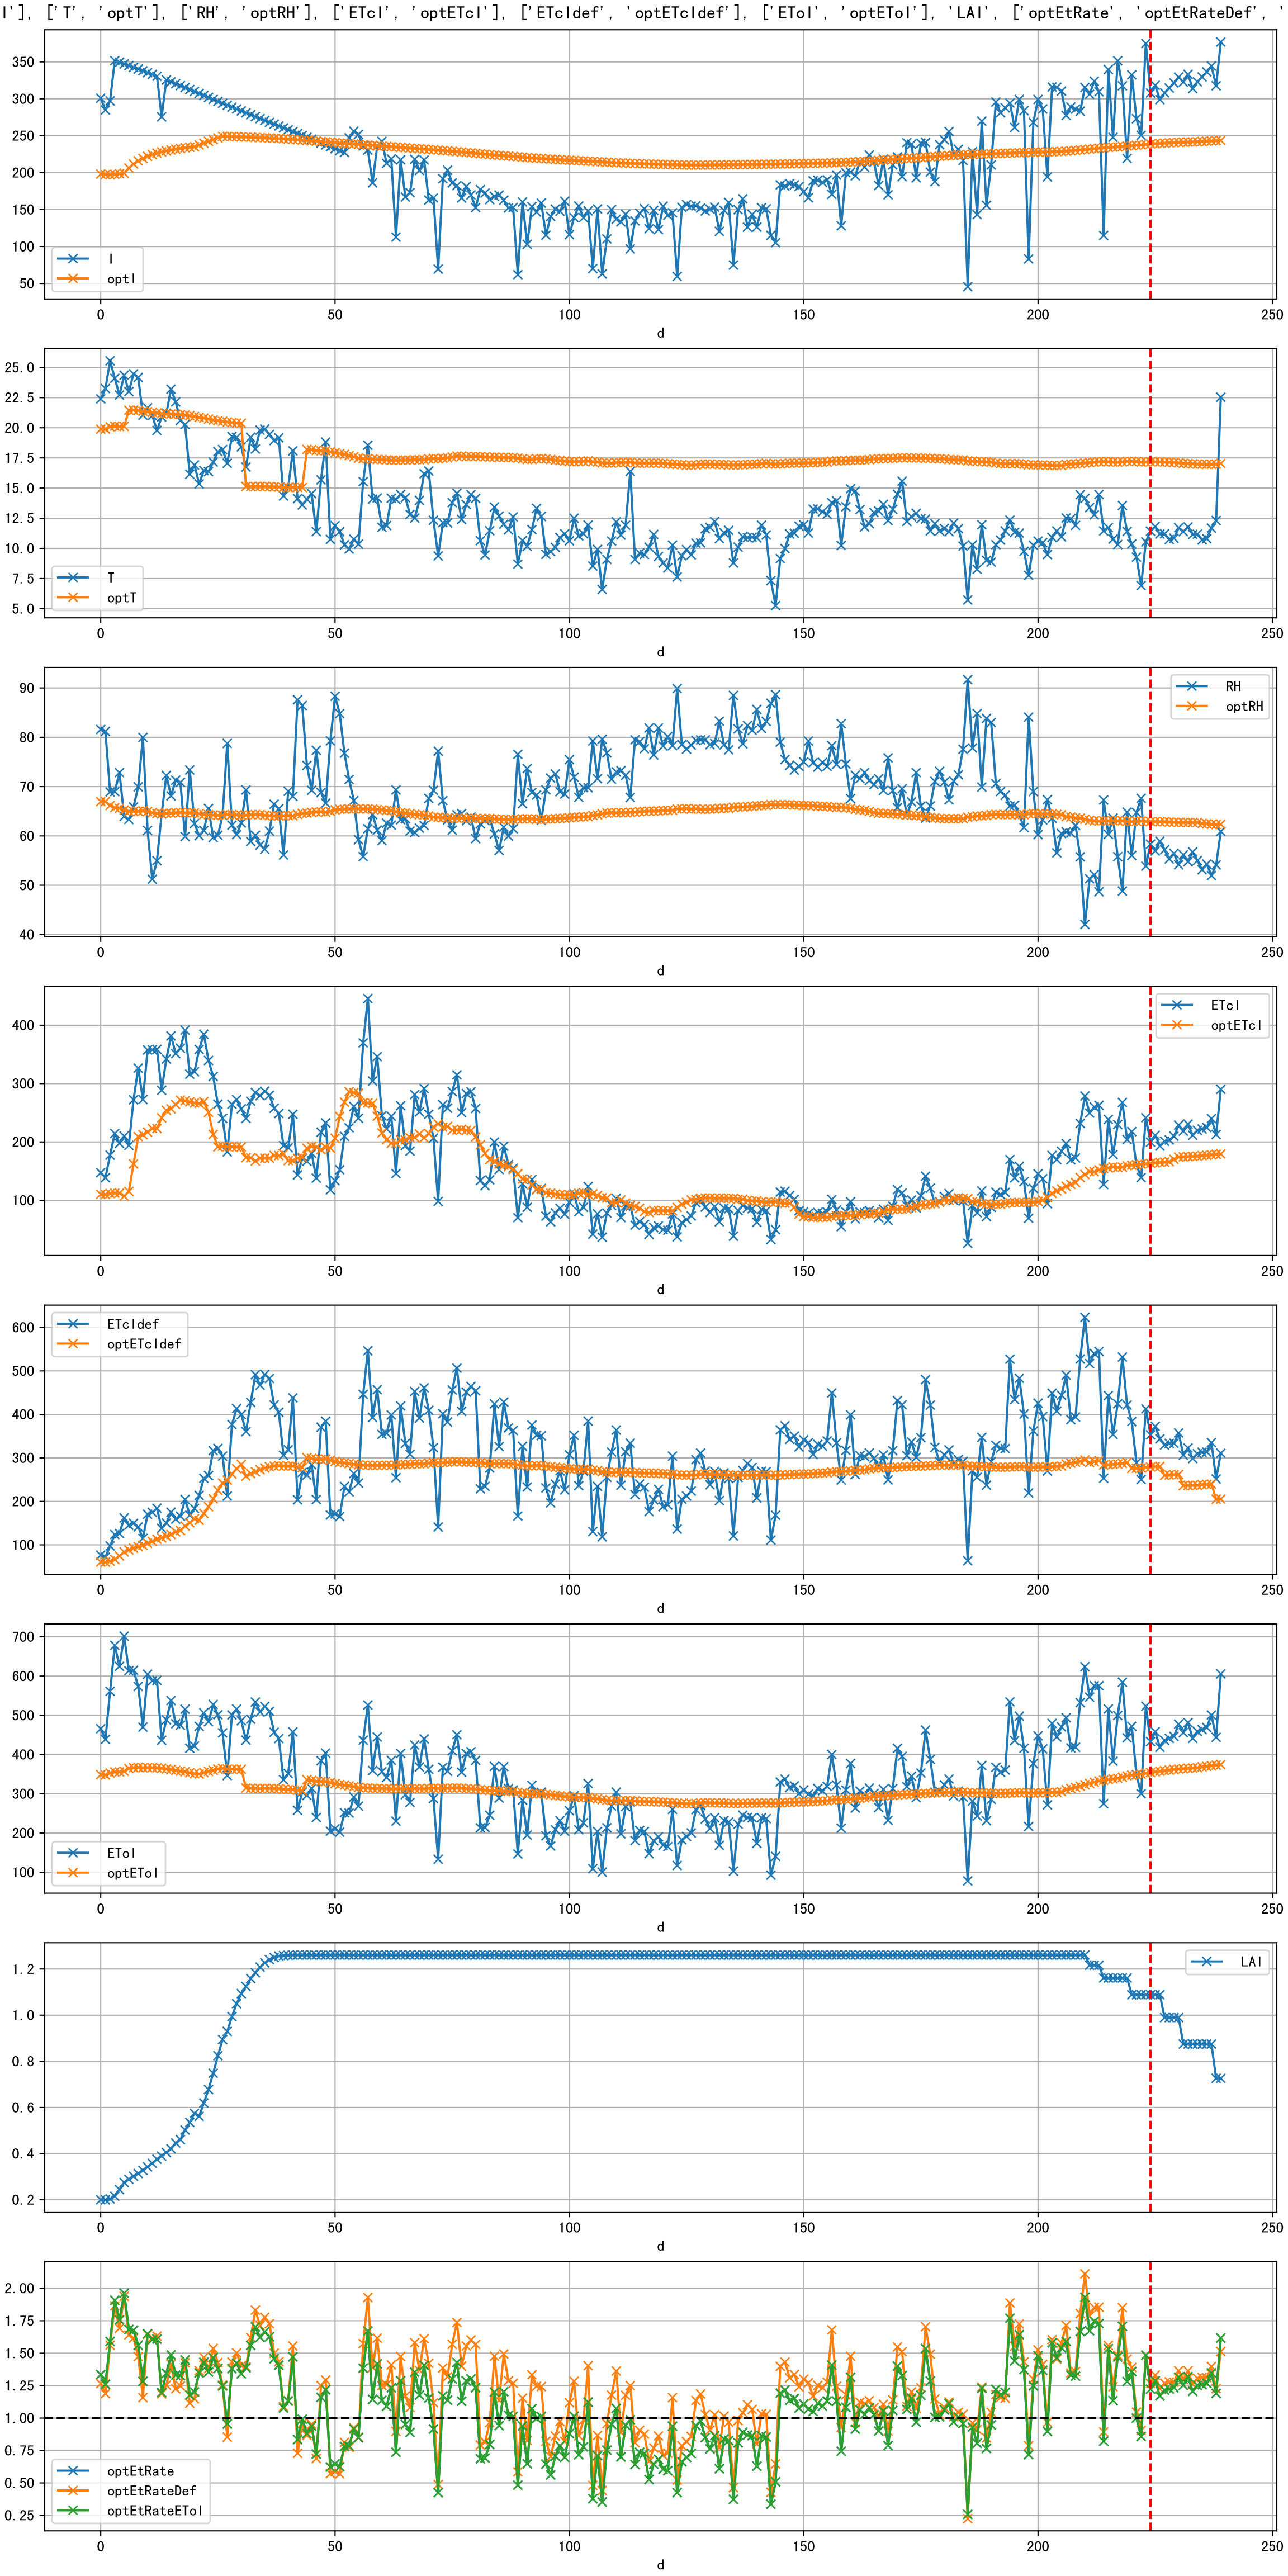 I'], ['T', 'optT'], ['RH', 'optRH'], ['ETcI', 'optETcI'], ['ETcIdef', 'optETcIdef'], ['EToI', 'optEToI'], 'LAI', ['optEtRate', 'optEtRateDef', '
350
300
250
200
150
100
50
I
optI
0 50 100 150 200 250
d
25.0
22.5
20.0
17.5
15.0
12.5
10.0
7.5
5.0
T
optT
0 50 100 150 200 250
d
90
80
70
60
50
40
RH
optRH
0 50 100 150 200 250
d
400
300
200
100
ETcI
optETcI
0 50 100 150 200 250
d
600
500
400
300
200
100
ETcIdef
optETcIdef
0 50 100 150 200 250
d
700
600
500
400
300
200
100
EToI
optEToI
0 50 100 150 200 250
d
1.2
1.0
0.8
0.6
0.4
0.2
LAI
0 50 100 150 200 250
d
2.00
1.75
1.50
1.25
1.00
0.75
0.50
0.25
optEtRate
optEtRateDef
optEtRateEToI
0 50 100 150 200 250
d